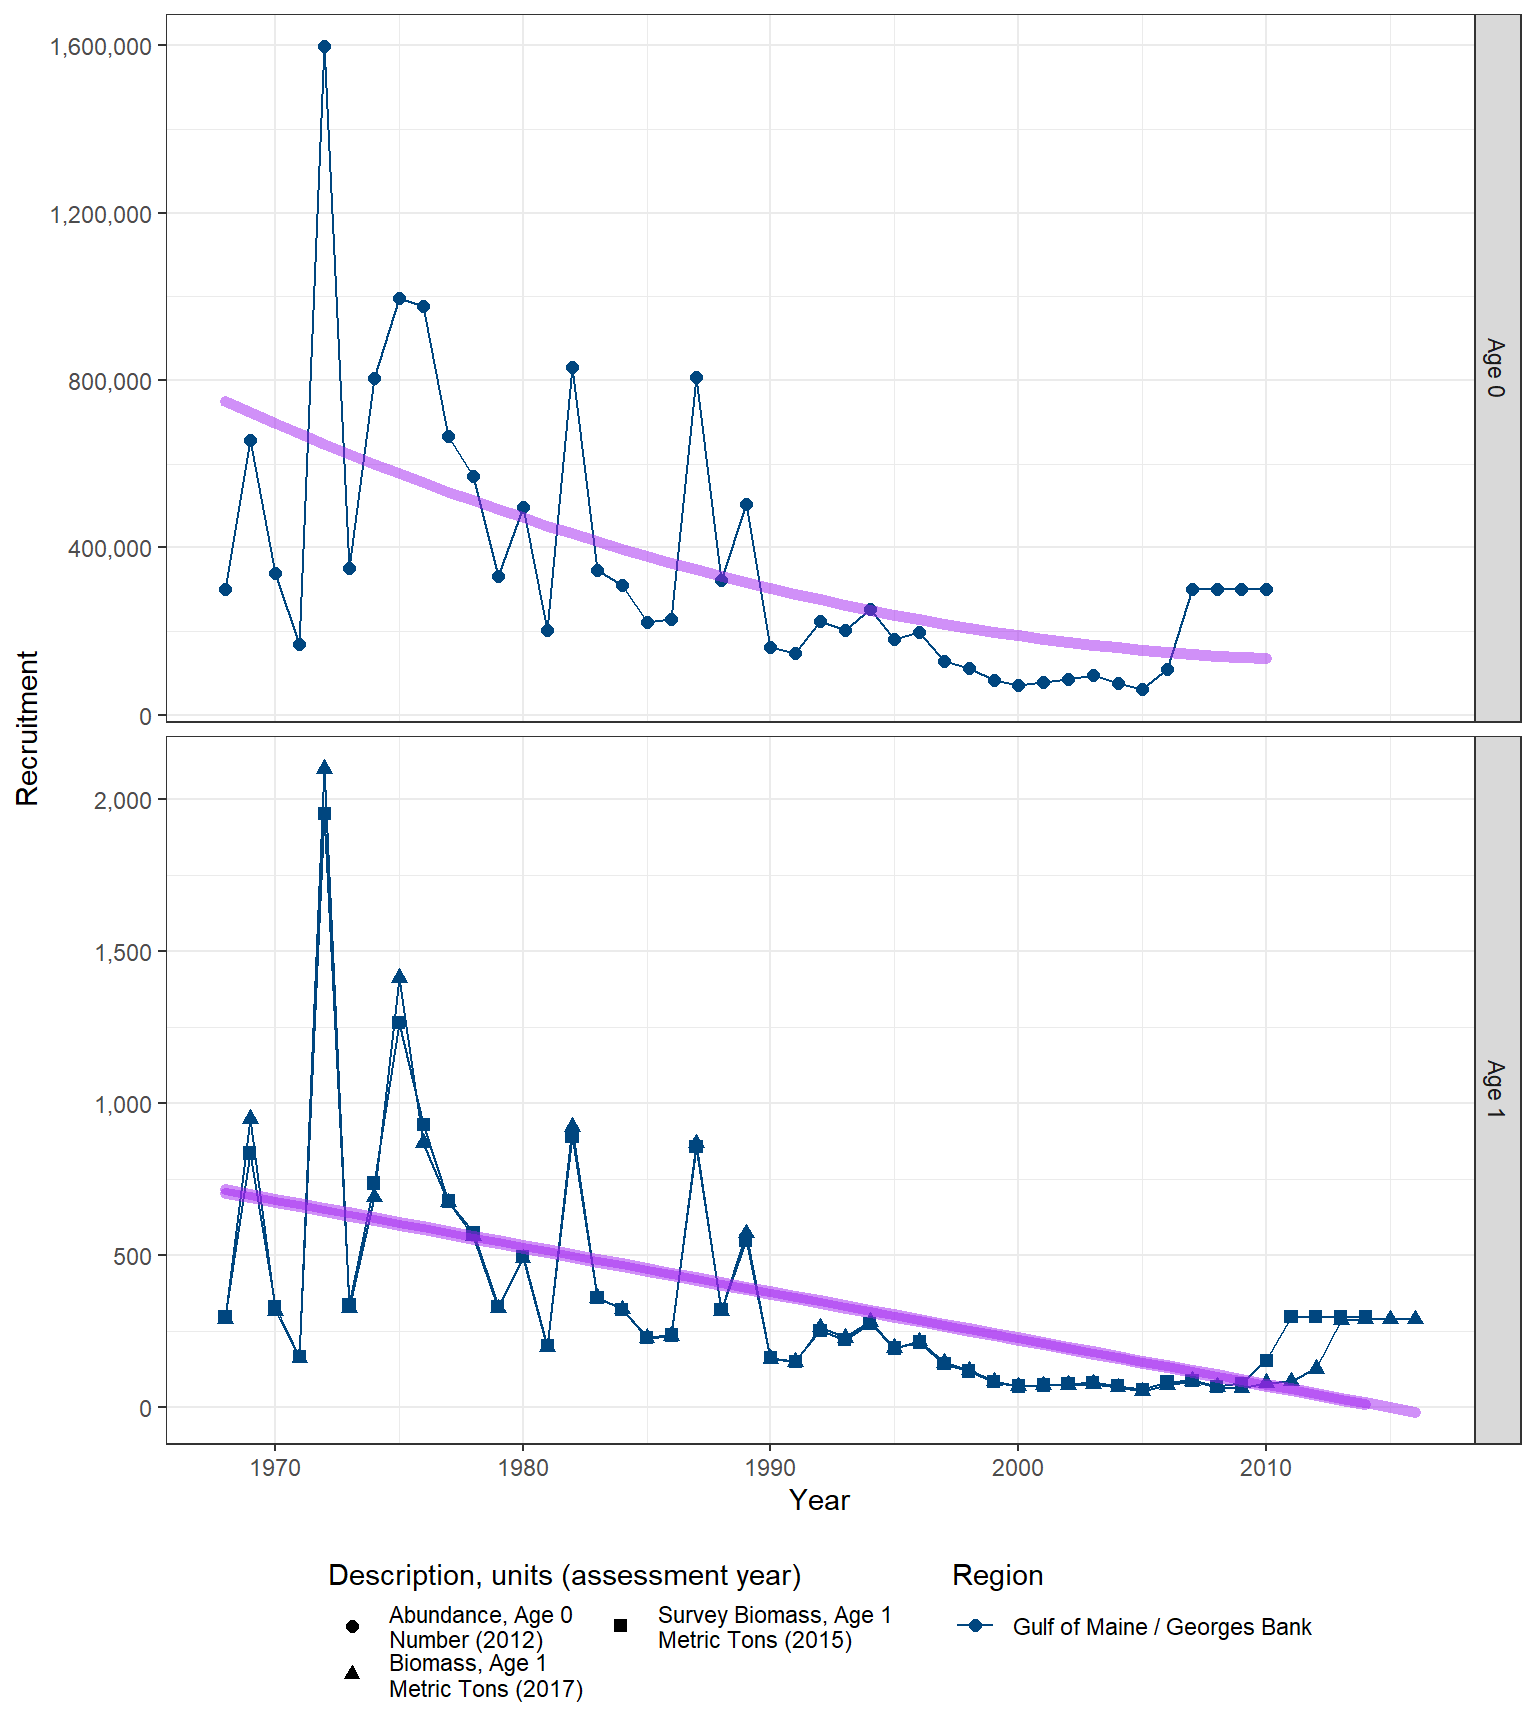 1,600,000
1,200,000
800,000
400,000
0
Age 0
Recruitment
2,000
1,500
1,000
500
0
Age 1
1970 1980 1990 2000 2010
Year
Description, units (assessment year)
Abundance, Age 0
Number (2012)
Biomass, Age 1
Metric Tons (2017)
Survey Biomass, Age 1
Metric Tons (2015)
Region
Gulf of Maine / Georges Bank